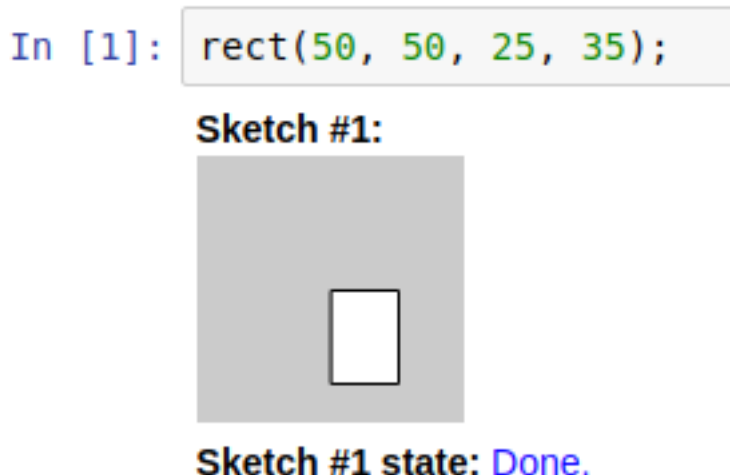 In [1]: rect(50, 50, 25, 35);
Sketch #1:
Sketch #1 state: Done.